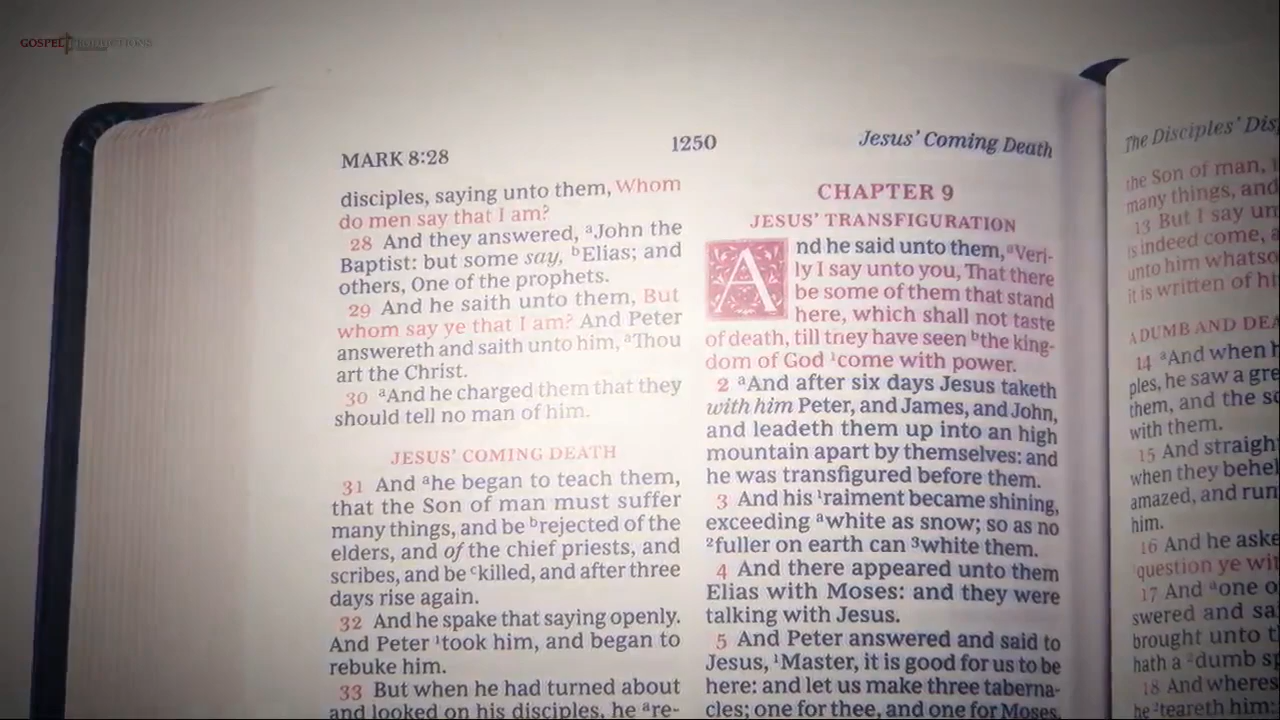 GOSPEL PRODUCTIONS
MARK 8:28
1250
Jesus' Coming Death
disciples, saying unto them, Whom
do men say that I am?
28 And they answered, aJohn the
Baptist: but some say, bElias; and
others, One of the prophets.
29 And he saith unto them, But
whom say ye that I am? And Peter
answereth and saith unto him, aThou
art the Christ.
30 aAnd he charged them that they
should tell no man of him.
JESUS' COMING DEATH
31 And ahe began to teach them,
that the Son of man must suffer
many things, and be brejected of the
elders, and of the chief priests, and
scribes, and be ckilled, and after three
days rise again.
32 And he spake that saying openly.
And Peter 1took him, and began to
rebuke him.
33 But when he had turned about
and looked on his disciples, he are-
CHAPTER 9
JESUS' TRANSFIGURATION
And he said unto them, aVeri-
ly I say unto you, That there
be some of them that stand
here, which shall not taste
of death, till they have seen bthe king-
dom of God 1come with power.
2 aAnd after six days Jesus taketh
with him Peter, and James, and John,
and leadeth them up into an high
mountain apart by themselves: and
he was transfigured before them.
3 And his 1raiment became shining,
exceeding awhite as snow; so as no
2fuller on earth can 3white them.
4 And there appeared unto them
Elias with Moses: and they were
talking with Jesus.
5 And Peter answered and said to
Jesus, 1Master, it is good for us to be
here: and let us make three taberna-
cles; one for thee, and one for Moses,
The Disciples' Dis
the Son of man,
many things, and
13 But I say un
is indeed come,
unto him whatso
it is written of hi
A DUMB AND DEA
14 aAnd when h
ples, he saw a gre
them, and the sc
with them.
15 And straigh
when they behel
amazed, and run
him.
16 And he aske
1question ye wit
17 And aone o
swered and sa
brought unto t
hath a 2dumb sp
18 And wheres
he 2teareth him: